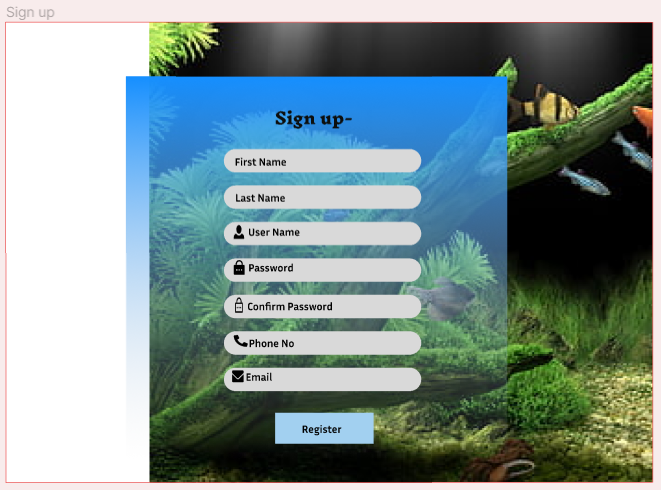 Sign up
Sign up-
First Name
Last Name
User Name
Password
Confirm Password
Phone No
Email
Register